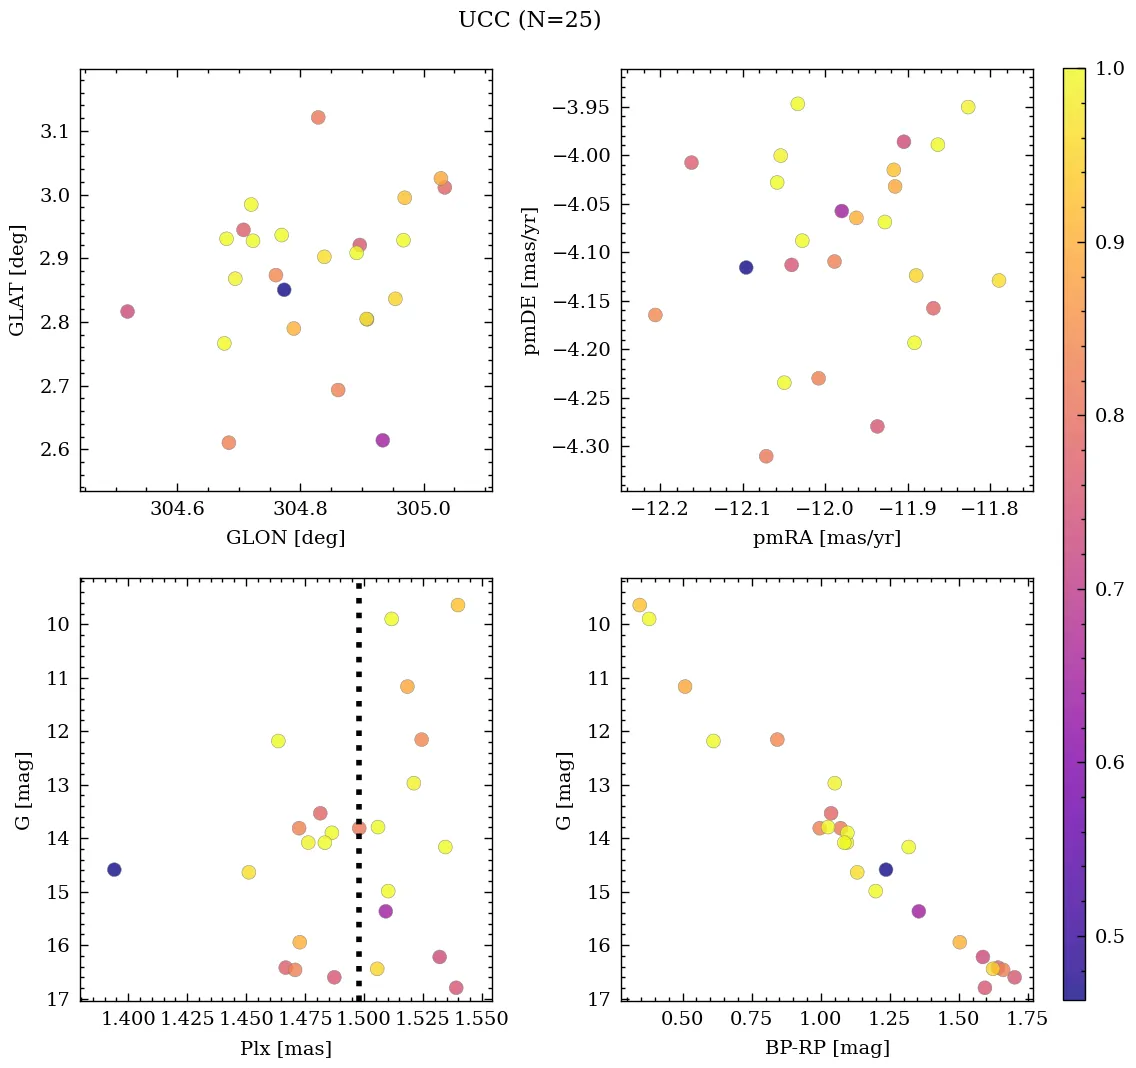 UCC (N=25)
3.1
3.0
2.9
2.8
2.7
2.6
GLAT [deg]
304.6 304.8 305.0
GLON [deg]
−3.95
−4.00
−4.05
−4.10
−4.15
−4.20
−4.25
−4.30
pmDE [mas/yr]
−12.2 −12.1 −12.0 −11.9 −11.8
pmRA [mas/yr]
10
11
12
13
14
15
16
17
G [mag]
1.400 1.425 1.450 1.475 1.500 1.525 1.550
Plx [mas]
10
11
12
13
14
15
16
17
G [mag]
0.50 0.75 1.00 1.25 1.50 1.75
BP-RP [mag]
1.0
0.9
0.8
0.7
0.6
0.5